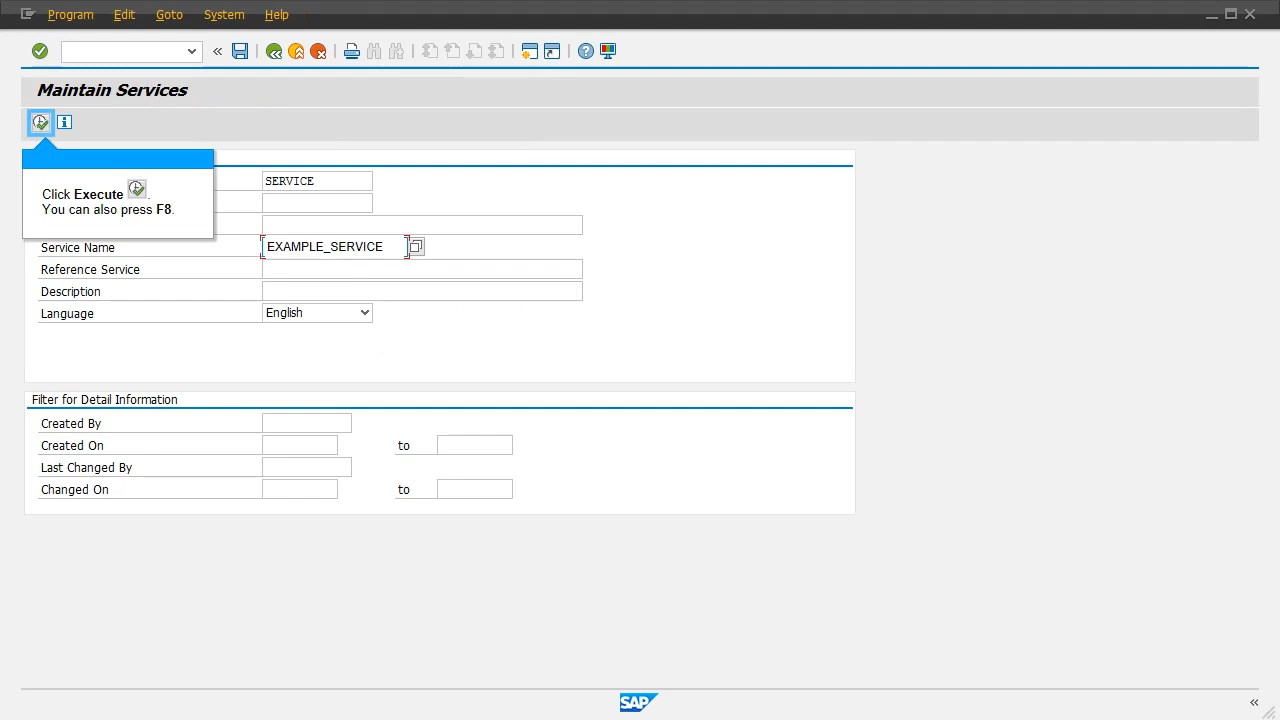 Program Edit Goto System Help
Maintain Services
Click Execute .
You can also press F8.
SERVICE
Service Name EXAMPLE_SERVICE
Reference Service
Description
Language English
Filter for Detail Information
Created By
Created On to
Last Changed By
Changed On to
SAP